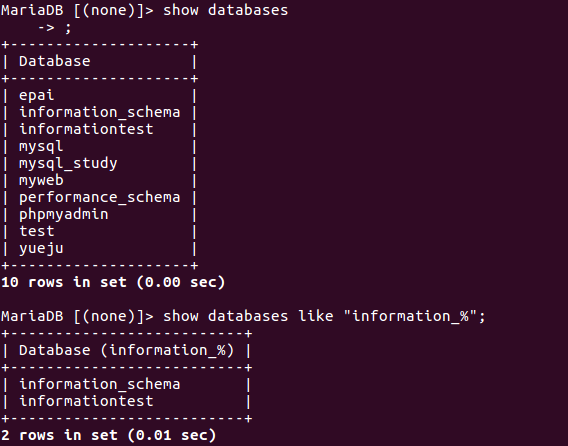 MariaDB [(none)]> show databases
    -> ;
+--------------------+
| Database           |
+--------------------+
| epai               |
| information_schema |
| informationtest    |
| mysql              |
| mysql_study        |
| myweb              |
| performance_schema |
| phpmyadmin         |
| test               |
| yueju              |
+--------------------+
10 rows in set (0.00 sec)

MariaDB [(none)]> show databases like "information_%";
+--------------------------+
| Database (information_%) |
+--------------------------+
| information_schema       |
| informationtest          |
+--------------------------+
2 rows in set (0.01 sec)